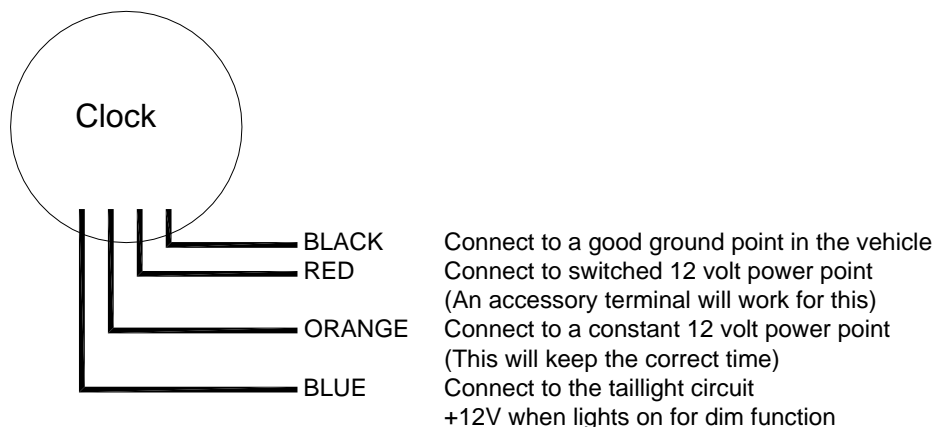 Clock
BLACK Connect to a good ground point in the vehicle
RED Connect to switched 12 volt power point
(An accessory terminal will work for this)
ORANGE Connect to a constant 12 volt power point
(This will keep the correct time)
BLUE Connect to the taillight circuit
+12V when lights on for dim function